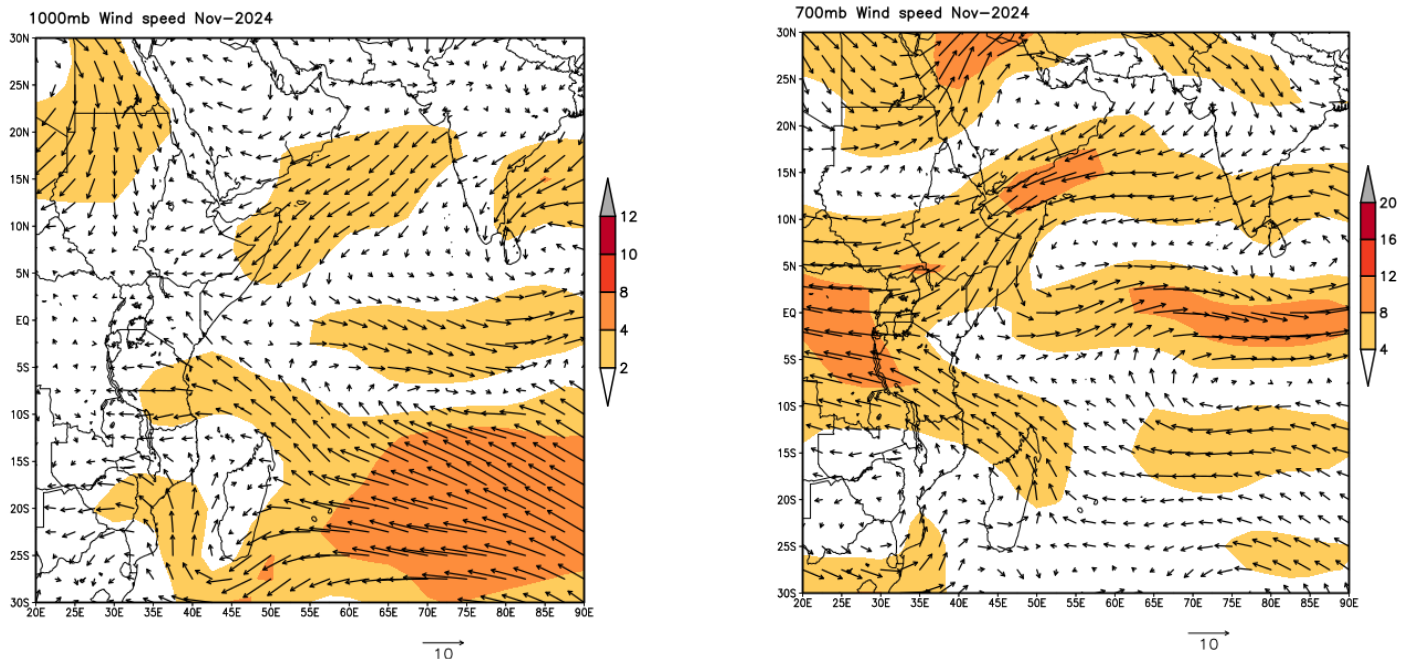 1000mb Wind speed Nov-2024
30N
25N
20N
15N
10N
5N
EQ
5S
10S
15S
20S
25S
30S
20E 25E 30E 35E 40E 45E 50E 55E 60E 65E 70E 75E 80E 85E 90E
12
10
8
4
2
10
700mb Wind speed Nov-2024
30N
25N
20N
15N
10N
5N
EQ
5S
10S
15S
20S
25S
30S
20E 25E 30E 35E 40E 45E 50E 55E 60E 65E 70E 75E 80E 85E 90E
20
16
12
8
4
10